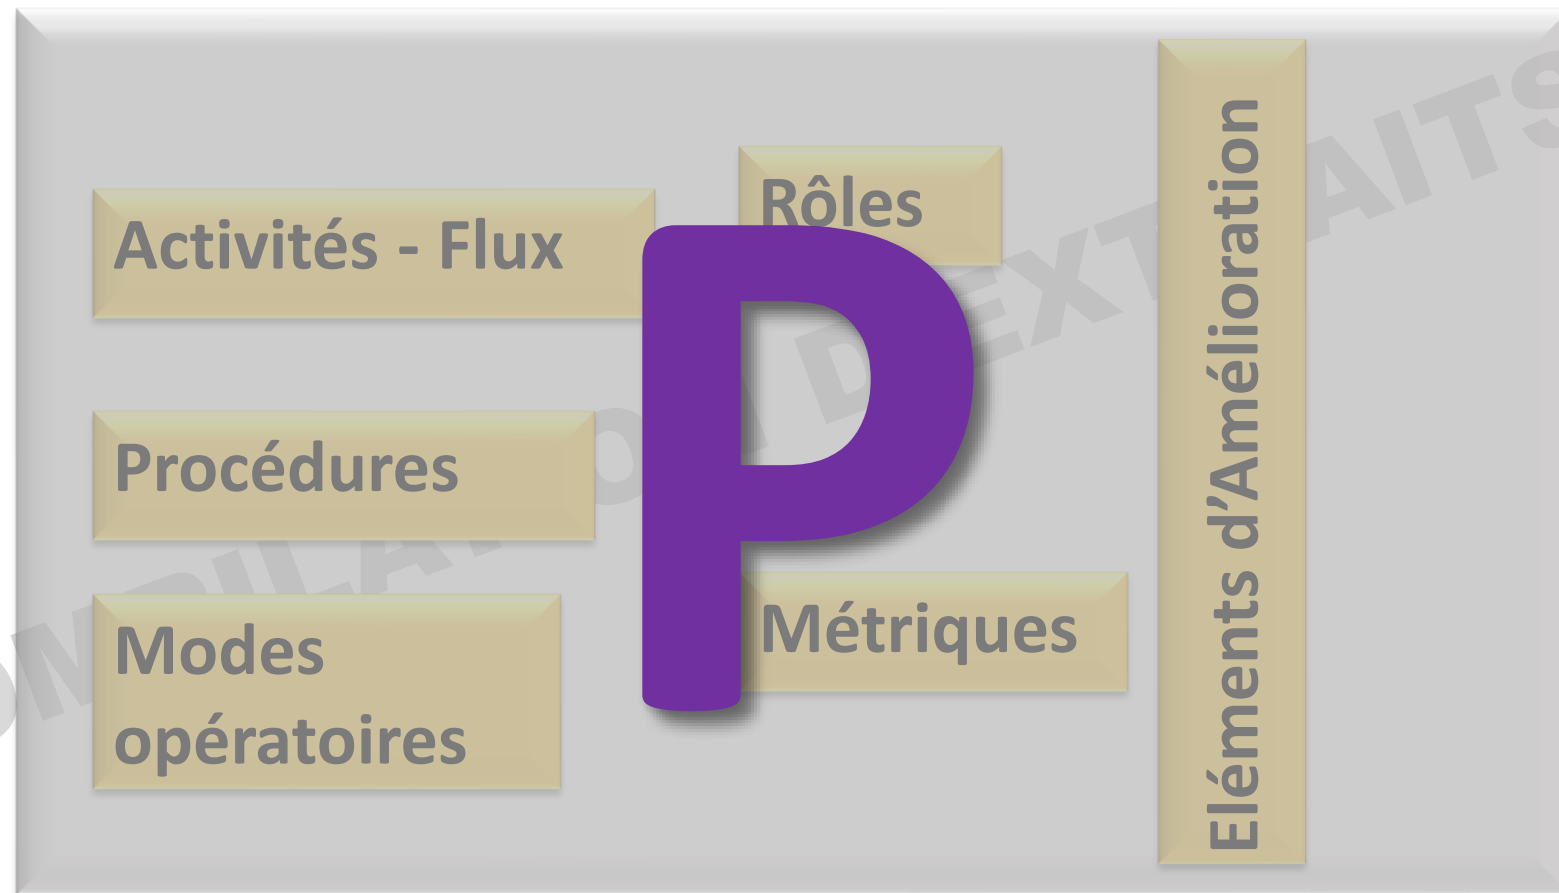 Rôles
Activités - Flux
P
Procédures
Modes
opératoires
Métriques
Eléments d'Amélioration